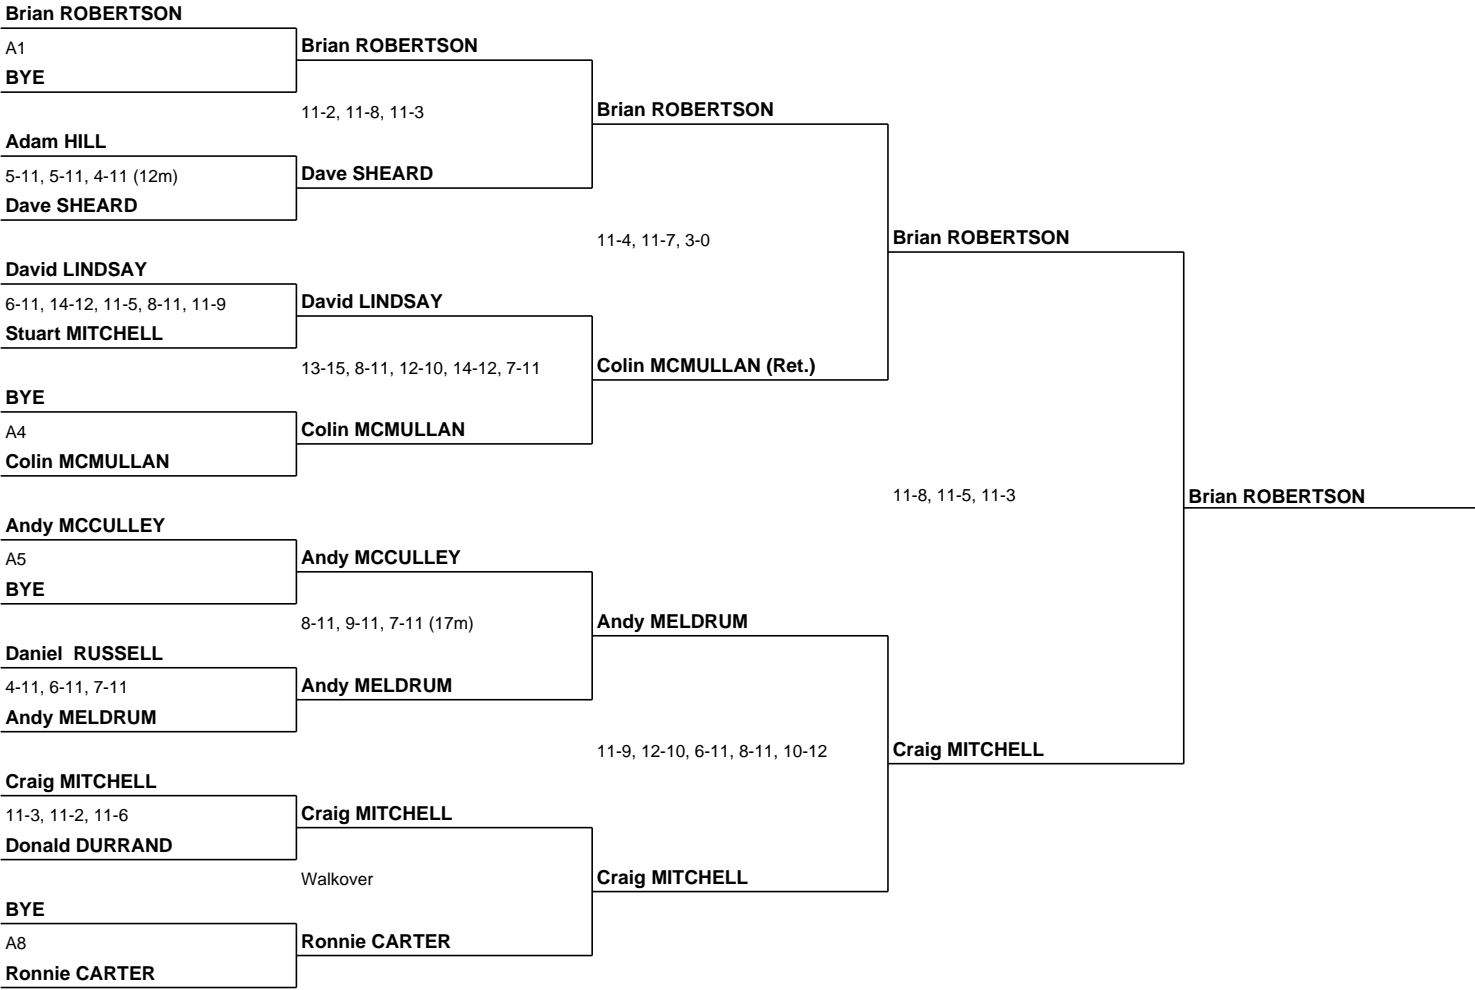 Brian ROBERTSON
A1
BYE
Adam HILL
5-11, 5-11, 4-11 (12m)
Dave SHEARD
David LINDSAY
6-11, 14-12, 11-5, 8-11, 11-9
Stuart MITCHELL
BYE
A4
Colin MCMULLAN
Andy MCCULLEY
A5
BYE
Daniel  RUSSELL
4-11, 6-11, 7-11
Andy MELDRUM
Craig MITCHELL
11-3, 11-2, 11-6
Donald DURRAND
BYE
A8
Ronnie CARTER
Brian ROBERTSON
11-2, 11-8, 11-3
Dave SHEARD
David LINDSAY
13-15, 8-11, 12-10, 14-12, 7-11
Colin MCMULLAN
Andy MCCULLEY
8-11, 9-11, 7-11 (17m)
Andy MELDRUM
Craig MITCHELL
Walkover
Ronnie CARTER
Brian ROBERTSON
11-4, 11-7, 3-0
Colin MCMULLAN (Ret.)
Andy MELDRUM
11-9, 12-10, 6-11, 8-11, 10-12
Craig MITCHELL
Brian ROBERTSON
11-8, 11-5, 11-3
Craig MITCHELL
Brian ROBERTSON